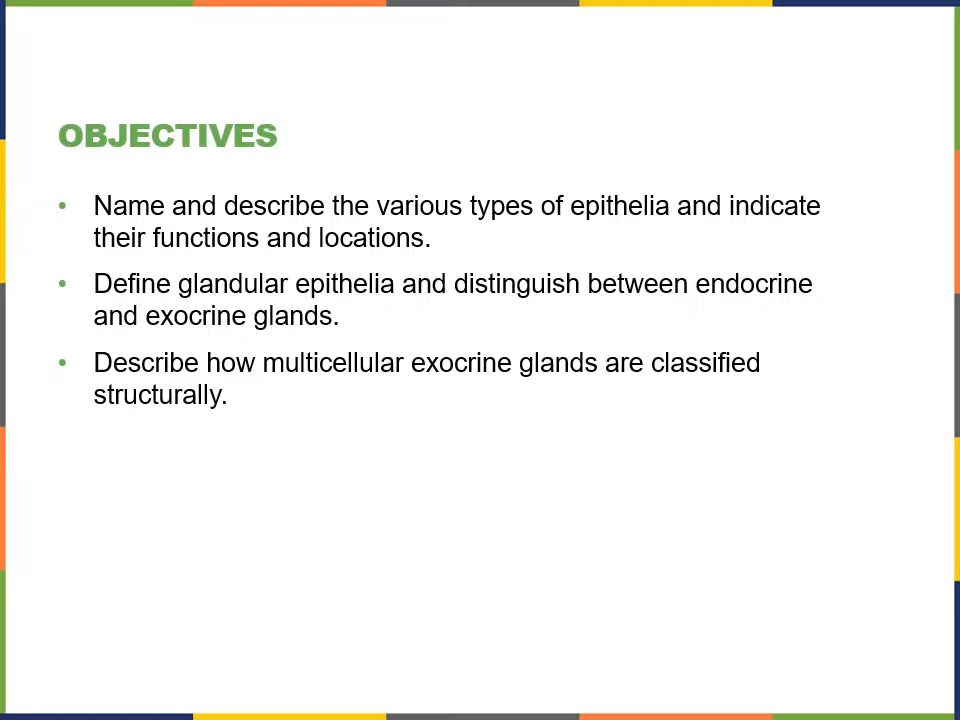 OBJECTIVES
• Name and describe the various types of epithelia and indicate
their functions and locations.
• Define glandular epithelia and distinguish between endocrine
and exocrine glands.
• Describe how multicellular exocrine glands are classified
structurally.